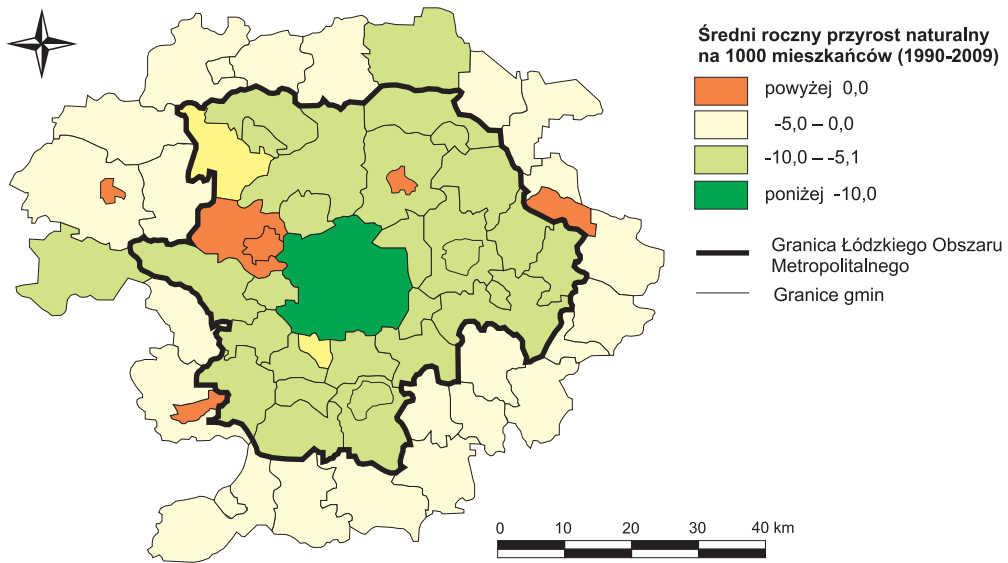 Średni roczny przyrost naturalny
na 1000 mieszkańców (1990-2009)
powyżej 0,0
-5,0 – 0,0
-10,0 – -5,1
poniżej -10,0
Granica Łódzkiego Obszaru
Metropolitalnego
Granice gmin
0 10 20 30 40 km